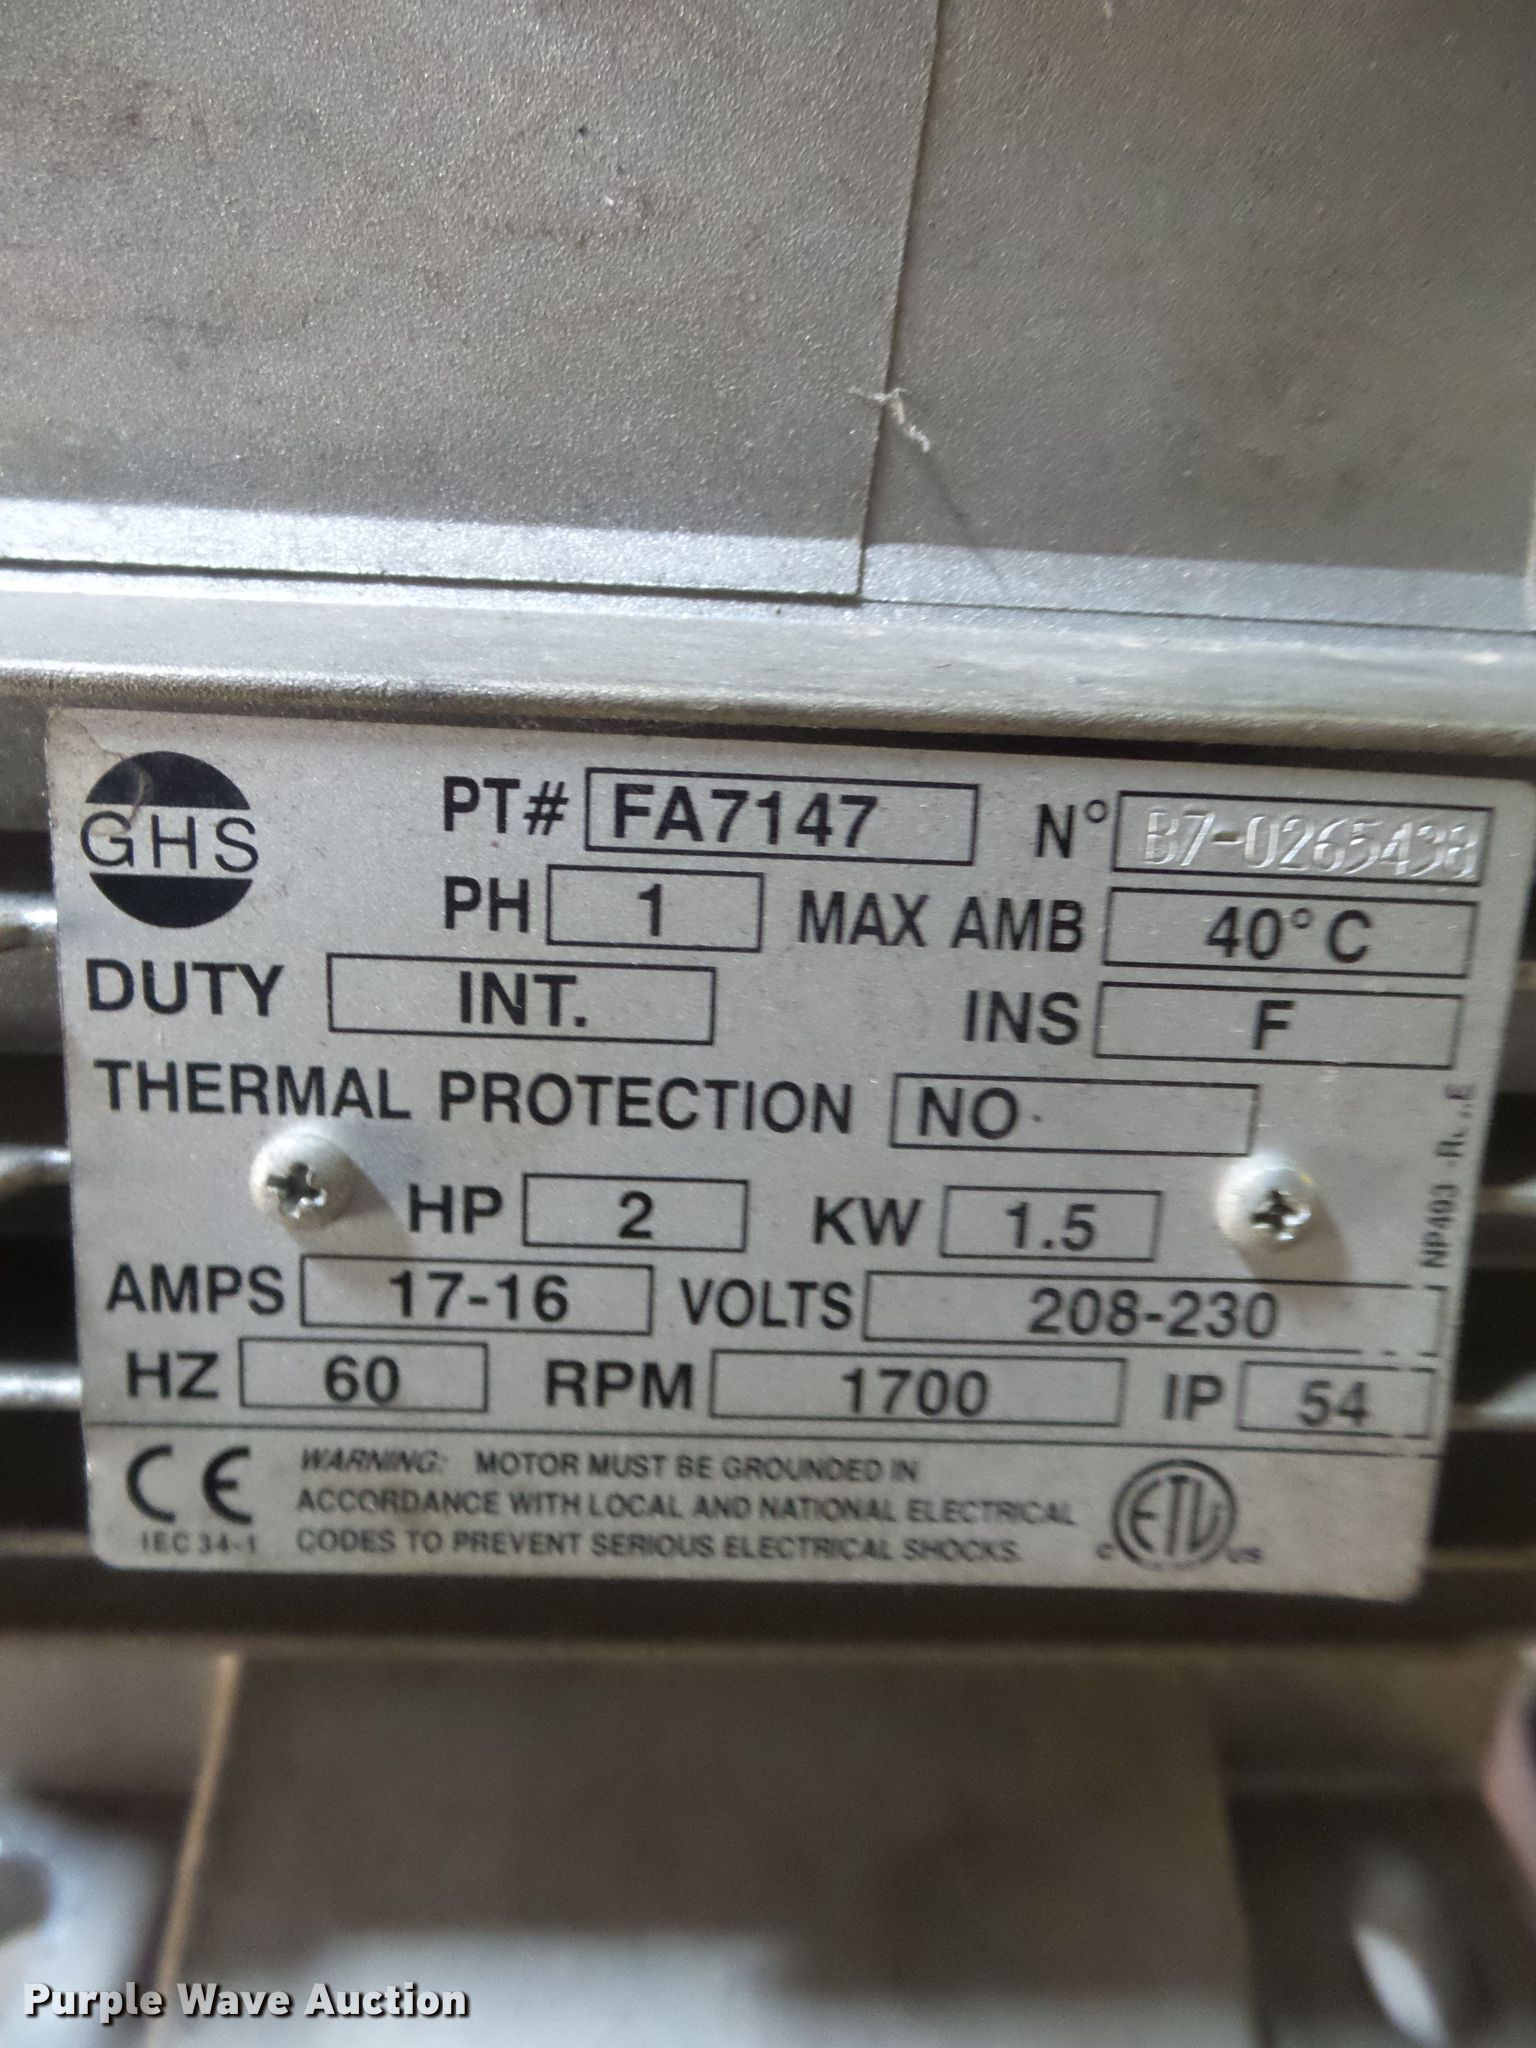 GHS
PT# FA7147 N° B7-0265438
PH 1 MAX AMB 40°C
DUTY INT. INS F
THERMAL PROTECTION NO
HP 2 KW 1.5
AMPS 17-16 VOLTS 208-230
HZ 60 RPM 1700 IP 54
NP493
CE
IEC 34-1
WARNING: MOTOR MUST BE GROUNDED IN
ACCORDANCE WITH LOCAL AND NATIONAL ELECTRICAL
CODES TO PREVENT SERIOUS ELECTRICAL SHOCKS.
C ETL US
Purple Wave Auction